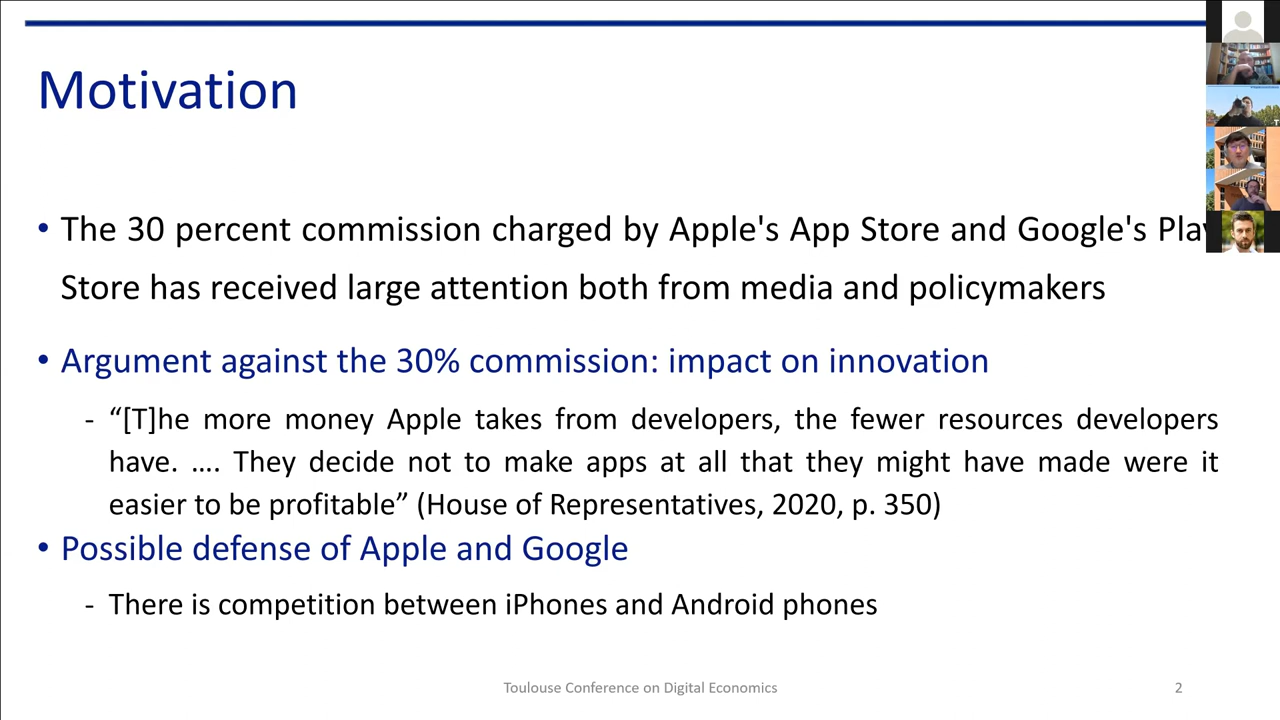 Motivation
• The 30 percent commission charged by Apple's App Store and Google's Play
Store has received large attention both from media and policymakers
• Argument against the 30% commission: impact on innovation
- “[T]he more money Apple takes from developers, the fewer resources developers
have. …. They decide not to make apps at all that they might have made were it
easier to be profitable” (House of Representatives, 2020, p. 350)
• Possible defense of Apple and Google
- There is competition between iPhones and Android phones
Toulouse Conference on Digital Economics
2